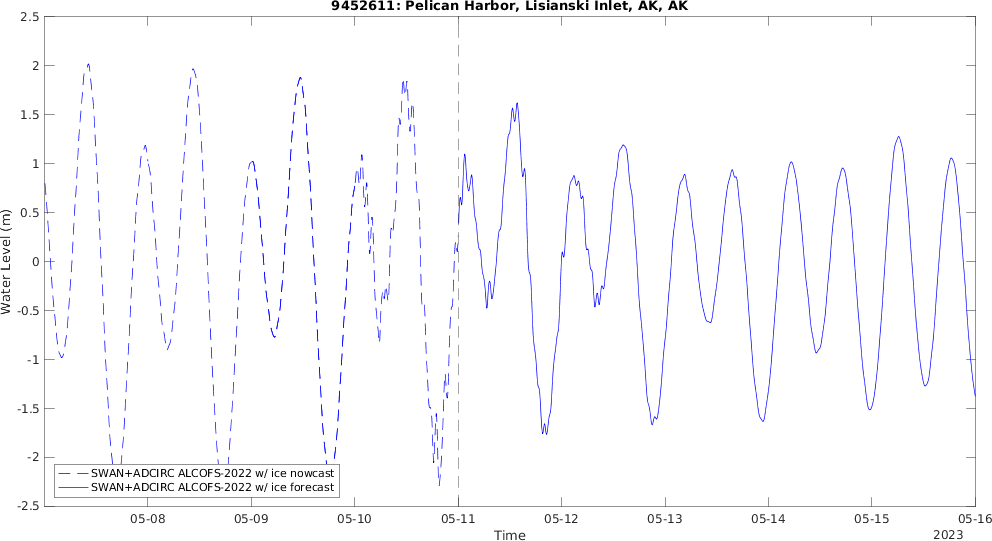 9452611: Pelican Harbor, Lisianski Inlet, AK, AK
2.5
2
1.5
1
0.5
0
-0.5
-1
-1.5
-2
-2.5
Water Level (m)
SWAN+ADCIRC ALCOFS-2022 w/ ice nowcast
SWAN+ADCIRC ALCOFS-2022 w/ ice forecast
05-08 05-09 05-10 05-11 05-12 05-13 05-14 05-15 05-16
Time
2023